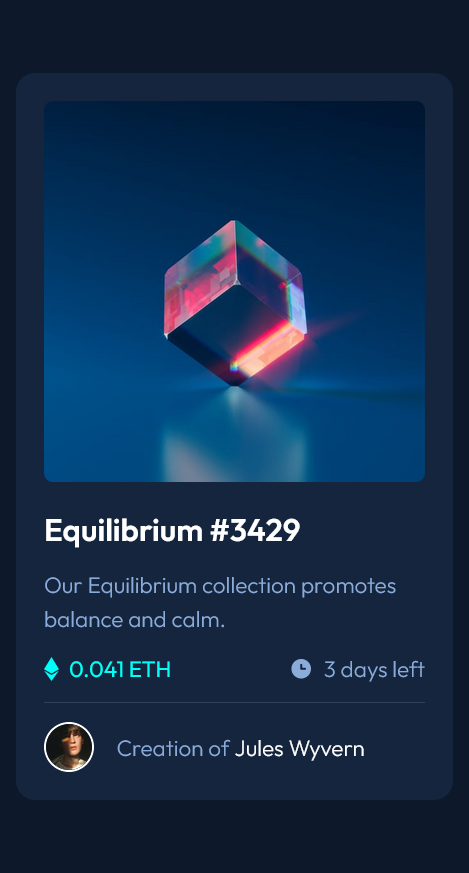 Equilibrium #3429
Our Equilibrium collection promotes
balance and calm.
0.041 ETH
3 days left
Creation of Jules Wyvern